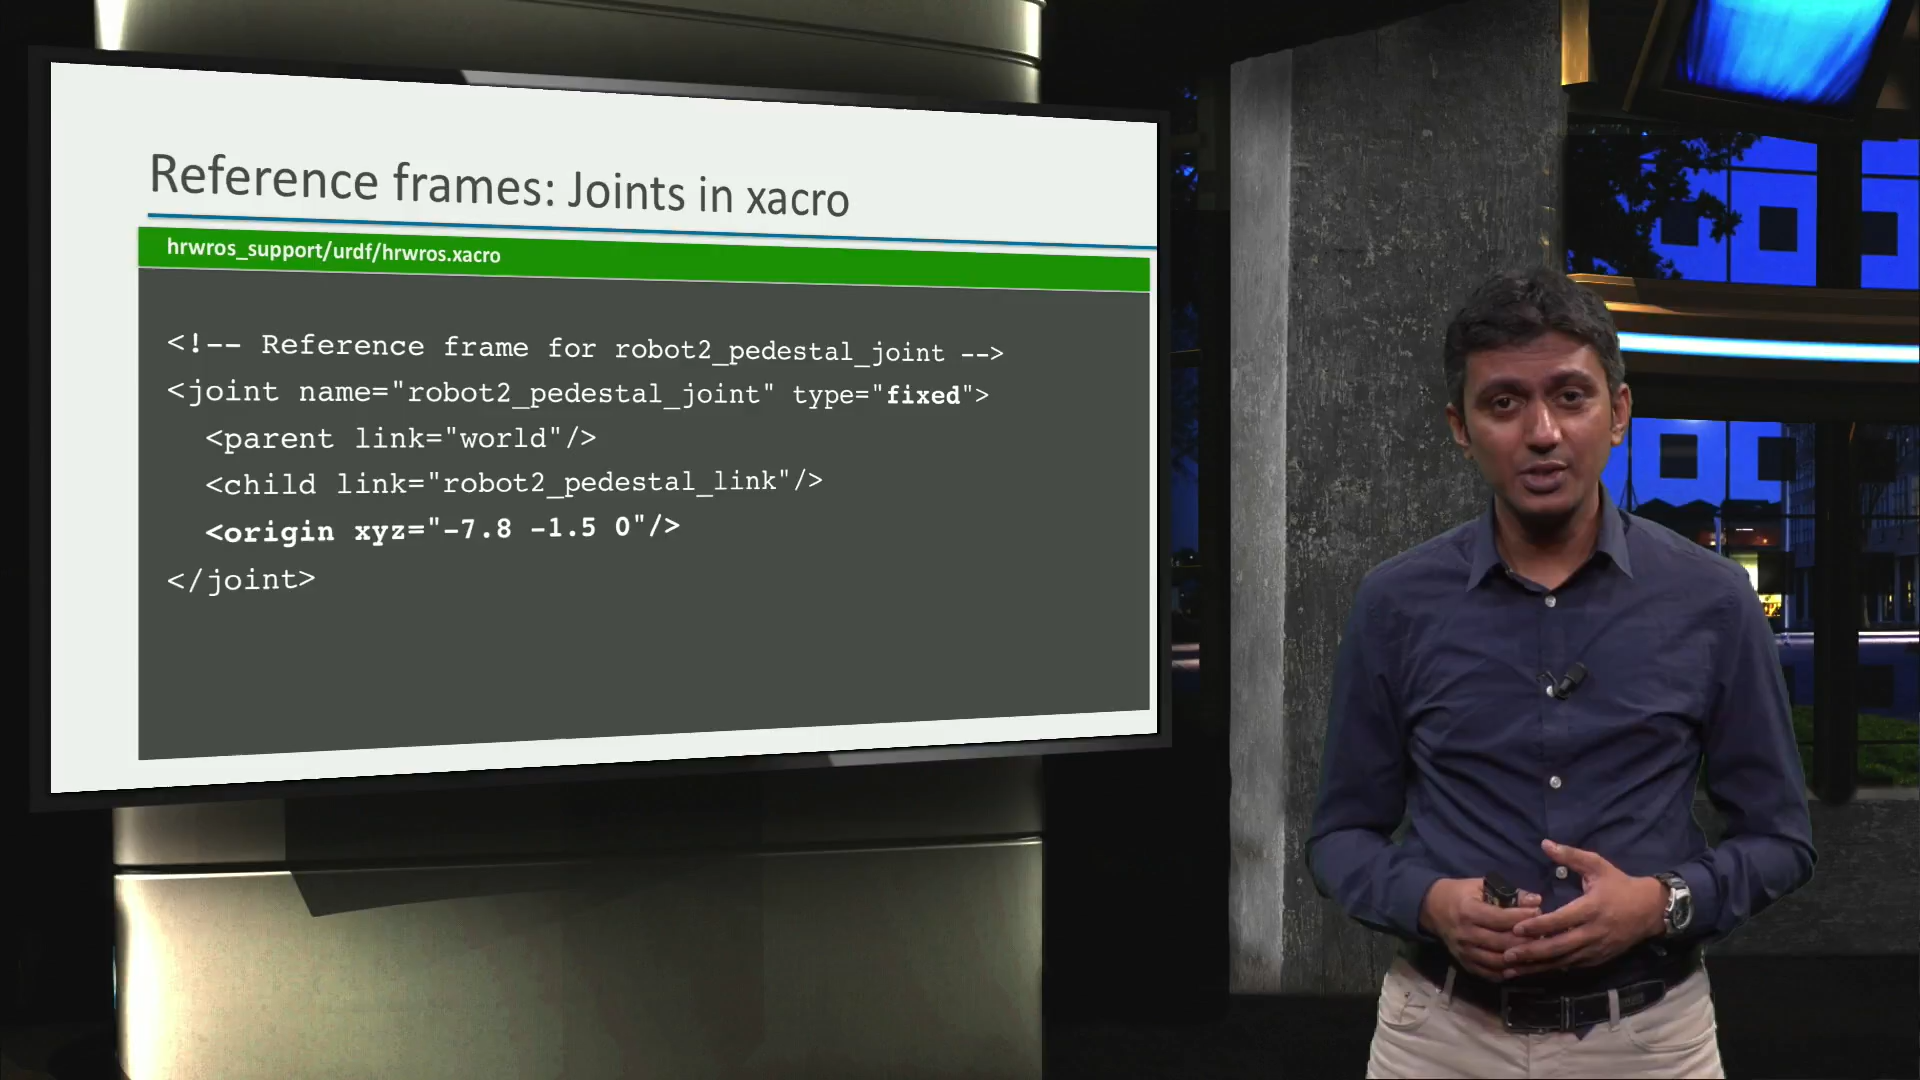 Reference frames: Joints in xacro
hrwros_support/urdf/hrwros.xacro
<!-- Reference frame for robot2_pedestal_joint -->
<joint name="robot2_pedestal_joint" type="fixed">
<parent link="world"/>
<child link="robot2_pedestal_link"/>
<origin xyz="-7.8 -1.5 0"/>
</joint>